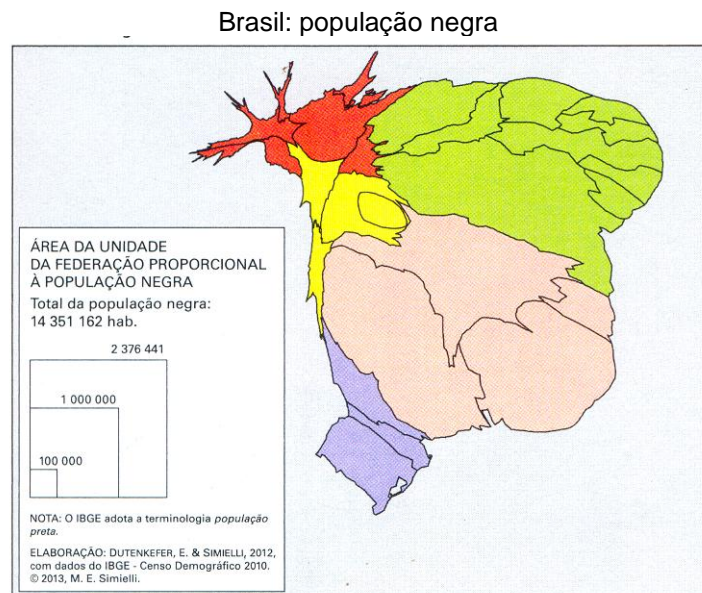 Brasil: população negra
ÁREA DA UNIDADE
DA FEDERAÇÃO PROPORCIONAL
À POPULAÇÃO NEGRA
Total da população negra:
14 351 162 hab.
2 376 441
1 000 000
100 000
NOTA: O IBGE adota a terminologia população
preta.
ELABORAÇÃO: DUTENKEFER, E. & SIMIELLI, 2012,
com dados do IBGE - Censo Demográfico 2010.
© 2013, M. E. Simielli.